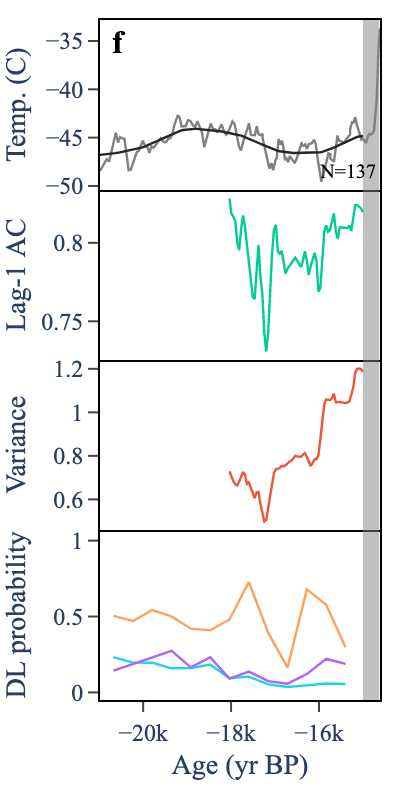 f
Temp. (C)
−35
−40
−45
−50
N=137
Lag-1 AC
0.8
0.75
Variance
1.2
1
0.8
0.6
DL probability
1
0.5
0
−20k −18k −16k
Age (yr BP)